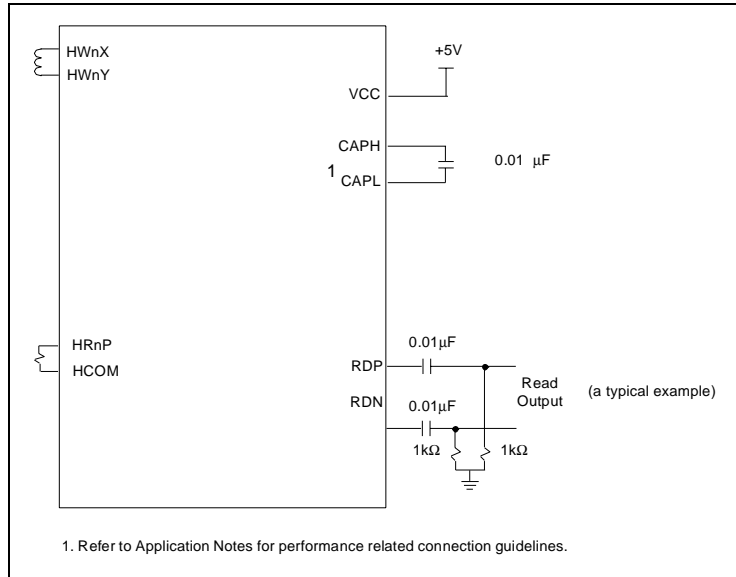 HWnX
HWnY
+5V
VCC
CAPH
1 CAPL
0.01 μF
HRnP
HCOM
RDP
0.01μF
RDN
0.01μF
Read
Output
(a typical example)
1kΩ
1kΩ
1. Refer to Application Notes for performance related connection guidelines.